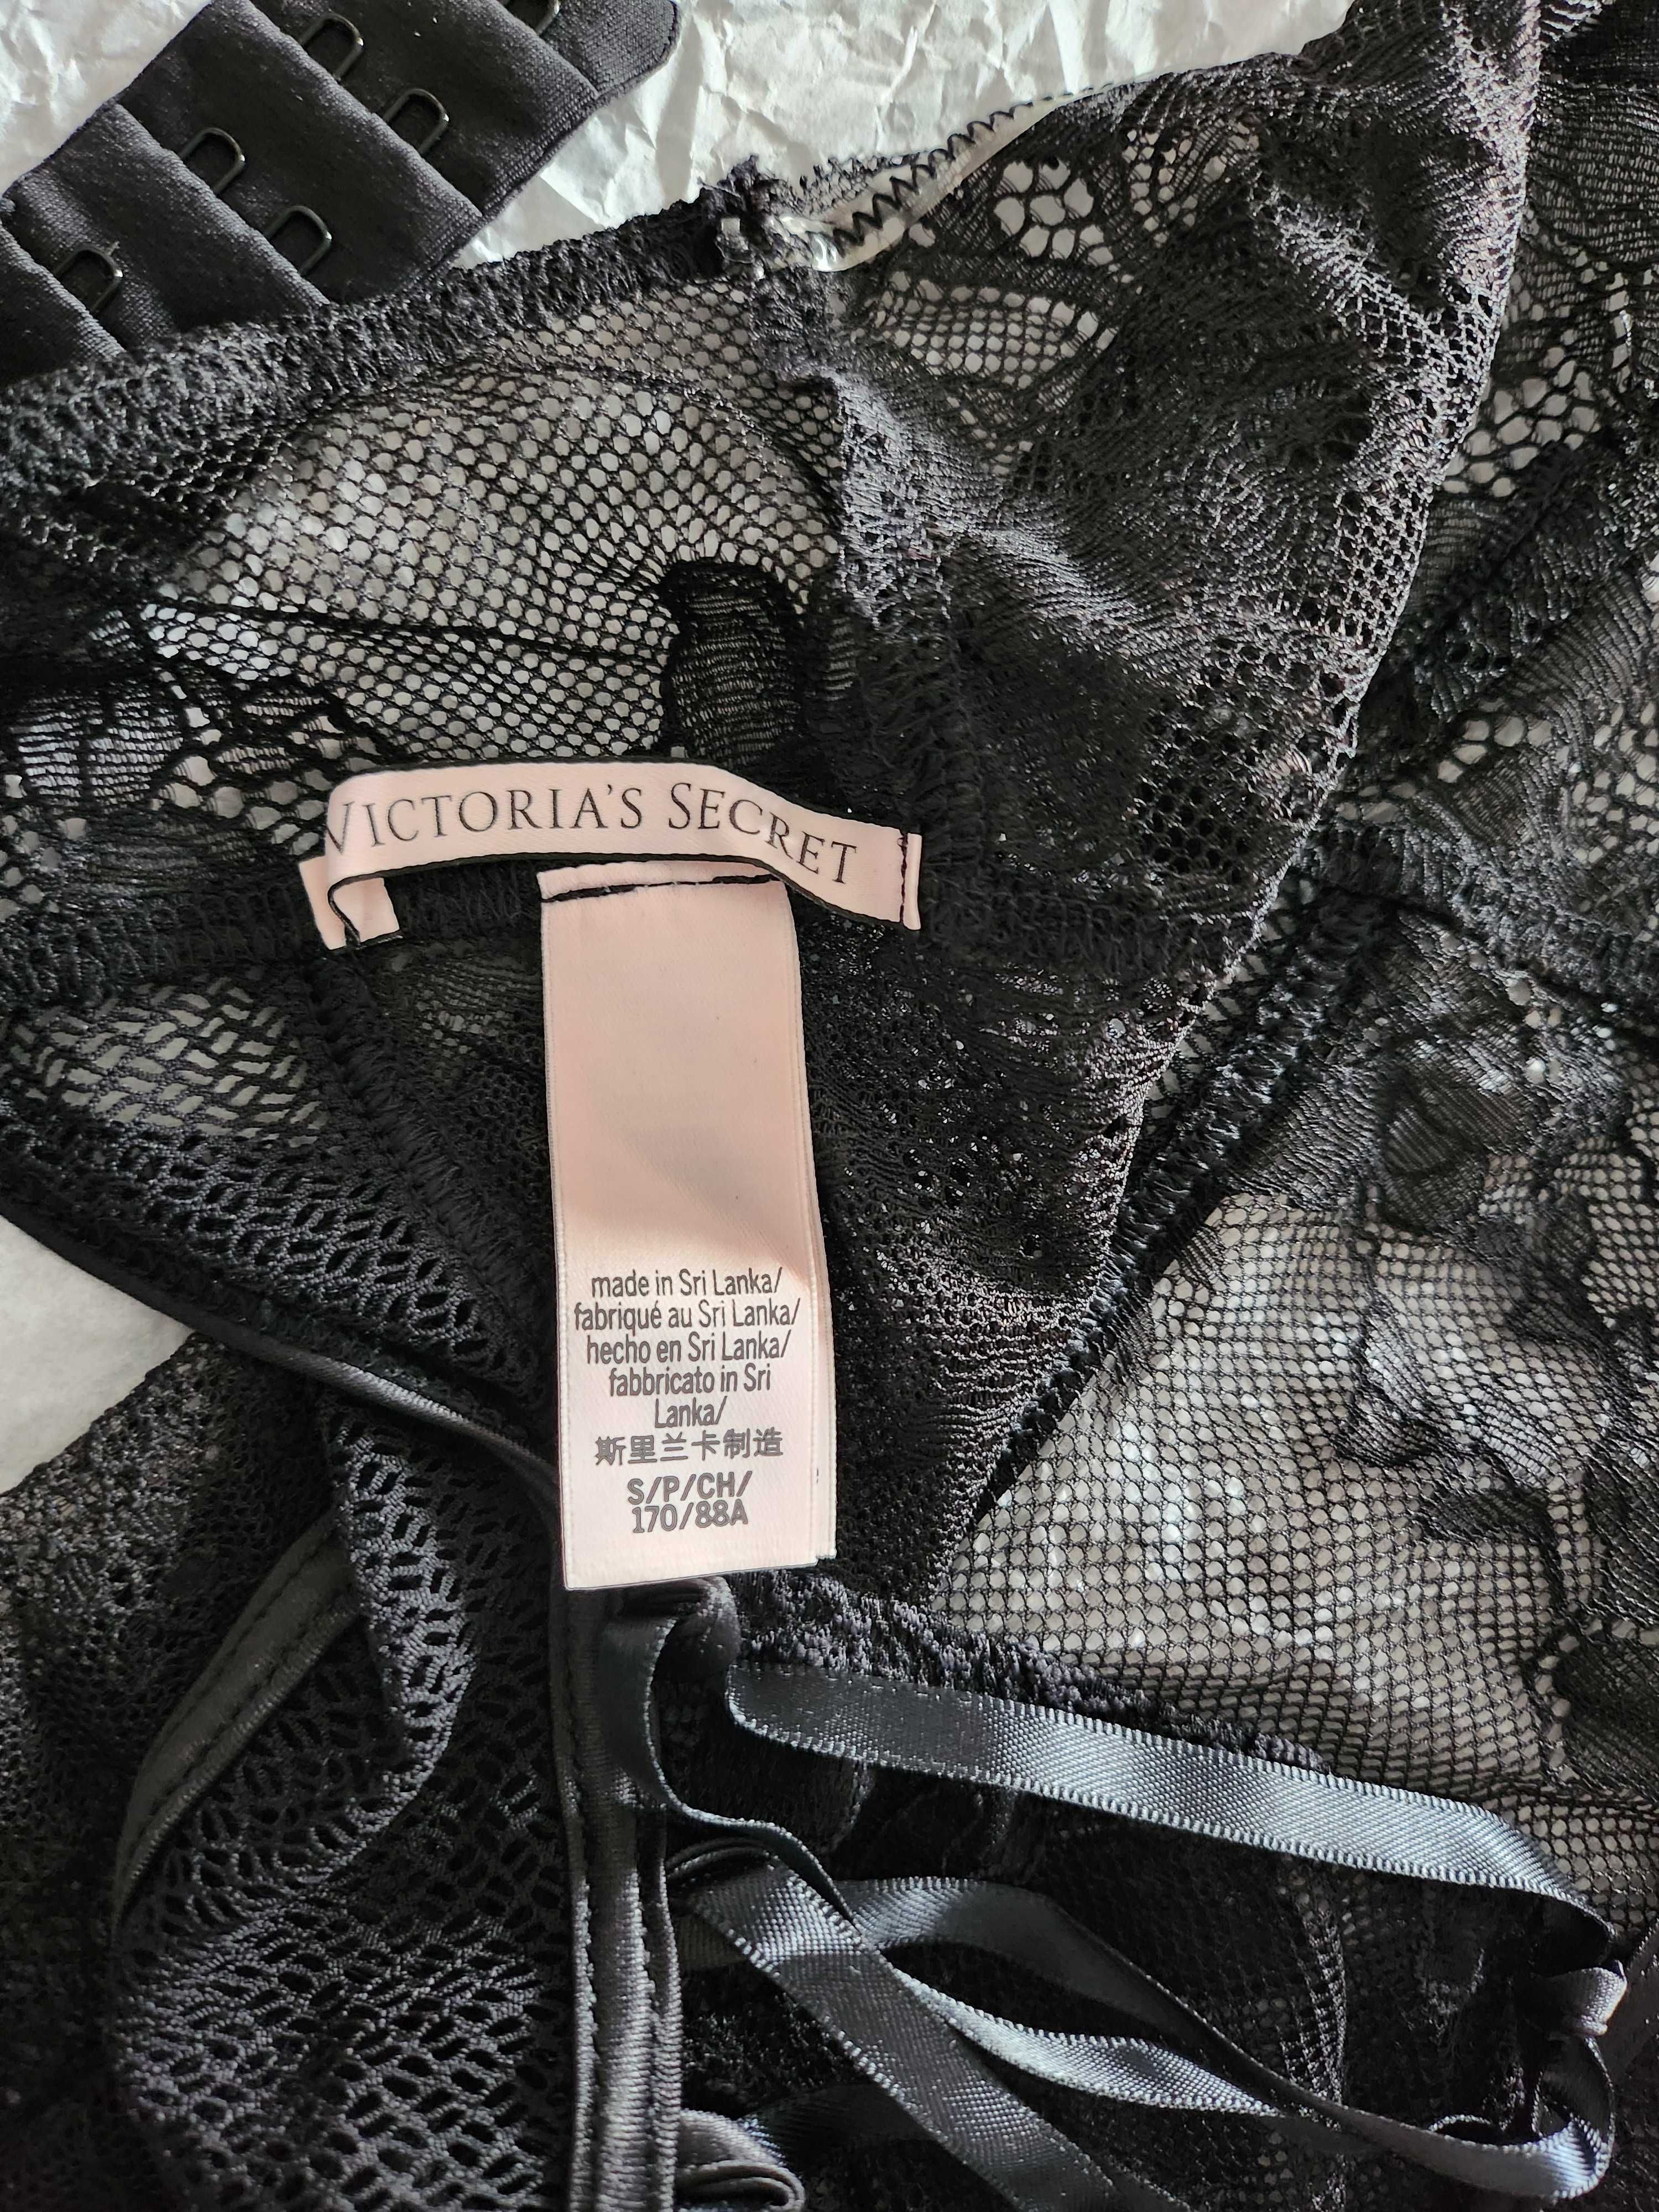 VICTORIA'S SECRET
made in Sri Lanka/
fabriqué au Sri Lanka/
hecho en Sri Lanka/
fabbricato in Sri
Lanka/
斯里兰卡制造
S/P/CH/
170/88A